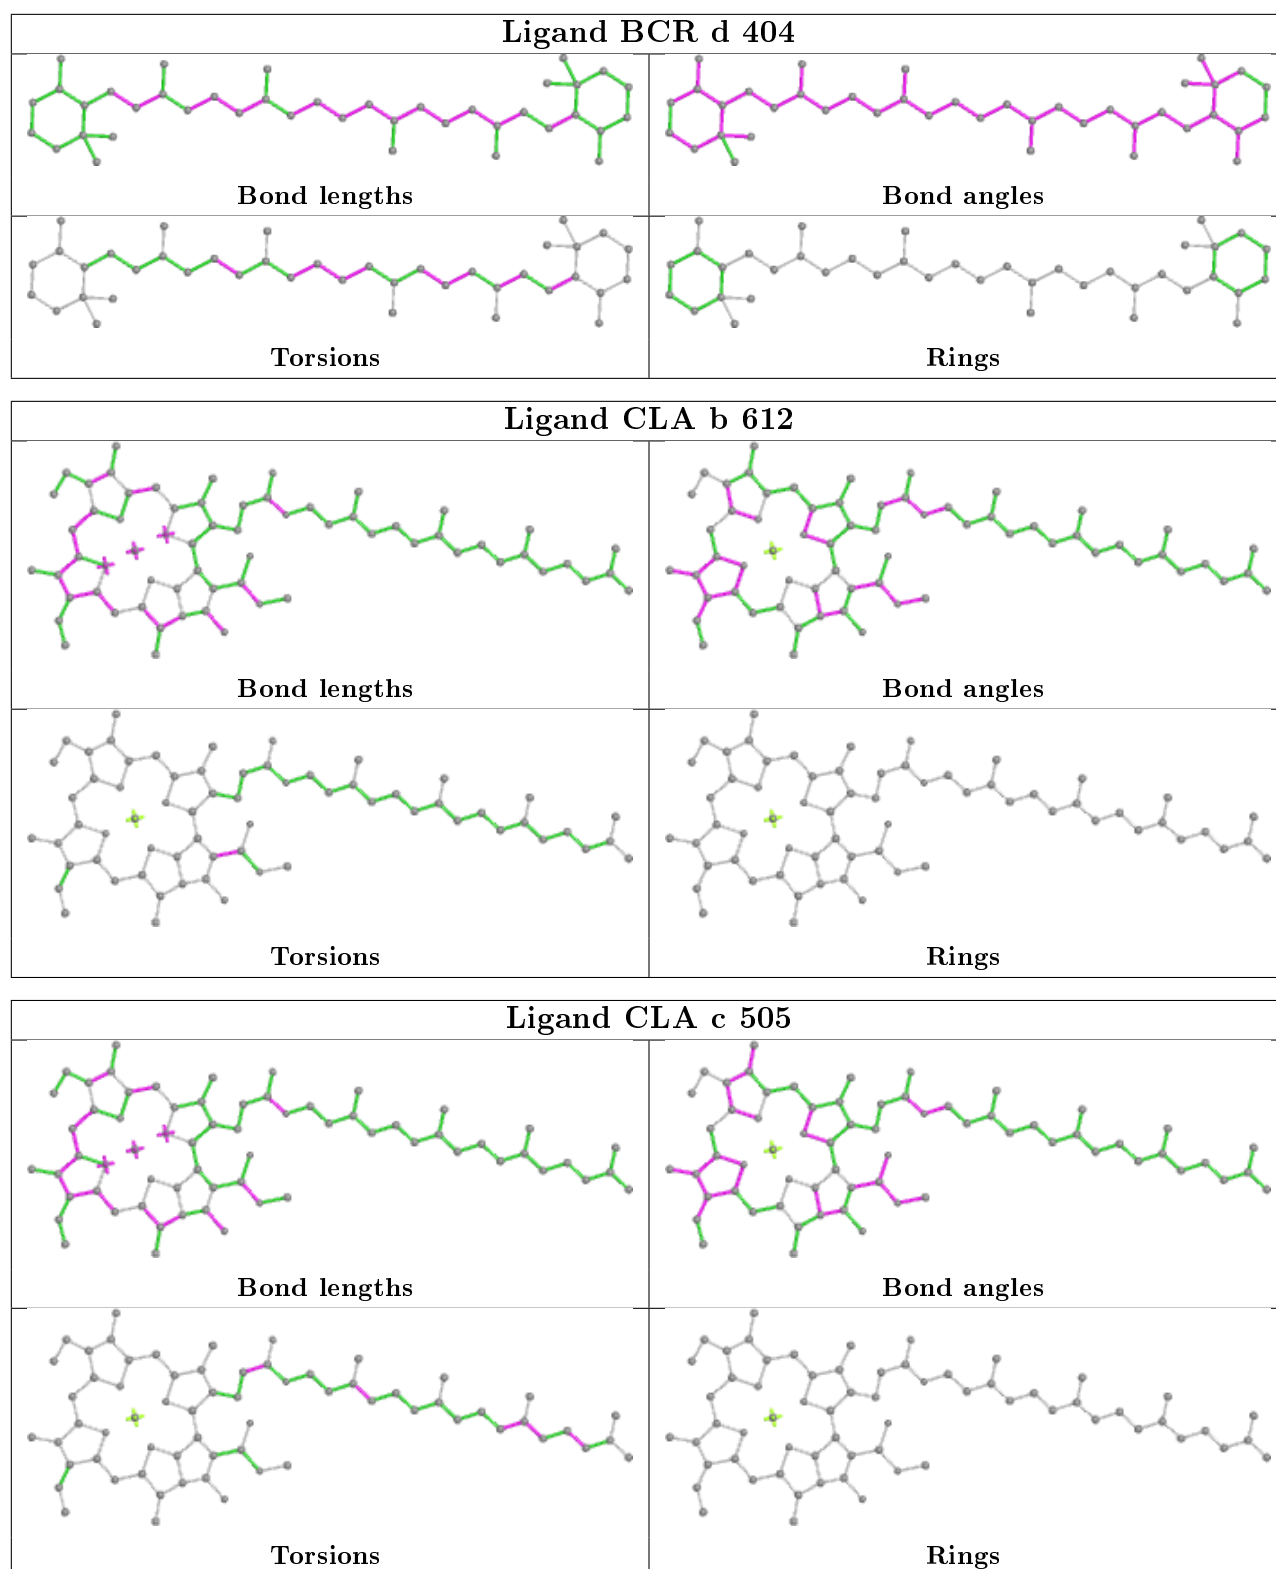 Ligand BCR d 404
Bond lengths
Bond angles
Torsions
Rings
Ligand CLA b 612
Bond lengths
Bond angles
Torsions
Rings
Ligand CLA c 505
Bond lengths
Bond angles
Torsions
Rings